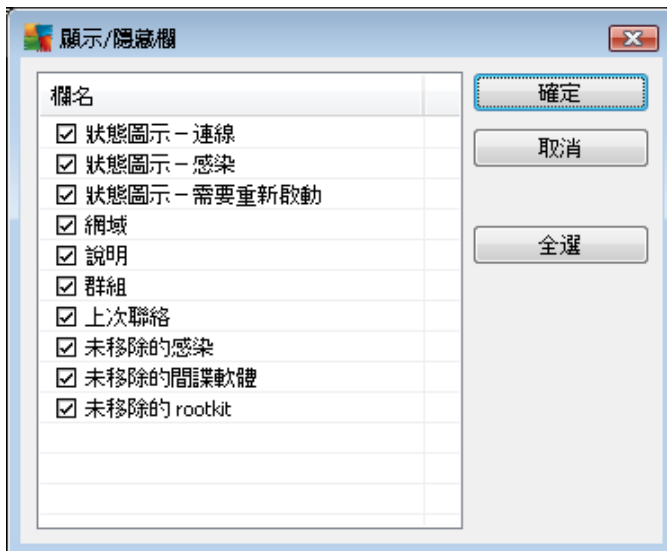 顯示/隱藏欄
欄名
確定
狀態圖示 – 連線
取消
狀態圖示 – 感染
狀態圖示 – 需要重新啟動
網域
全選
說明
群組
上次聯絡
未移除的感染
未移除的間諜軟體
未移除的 rootkit